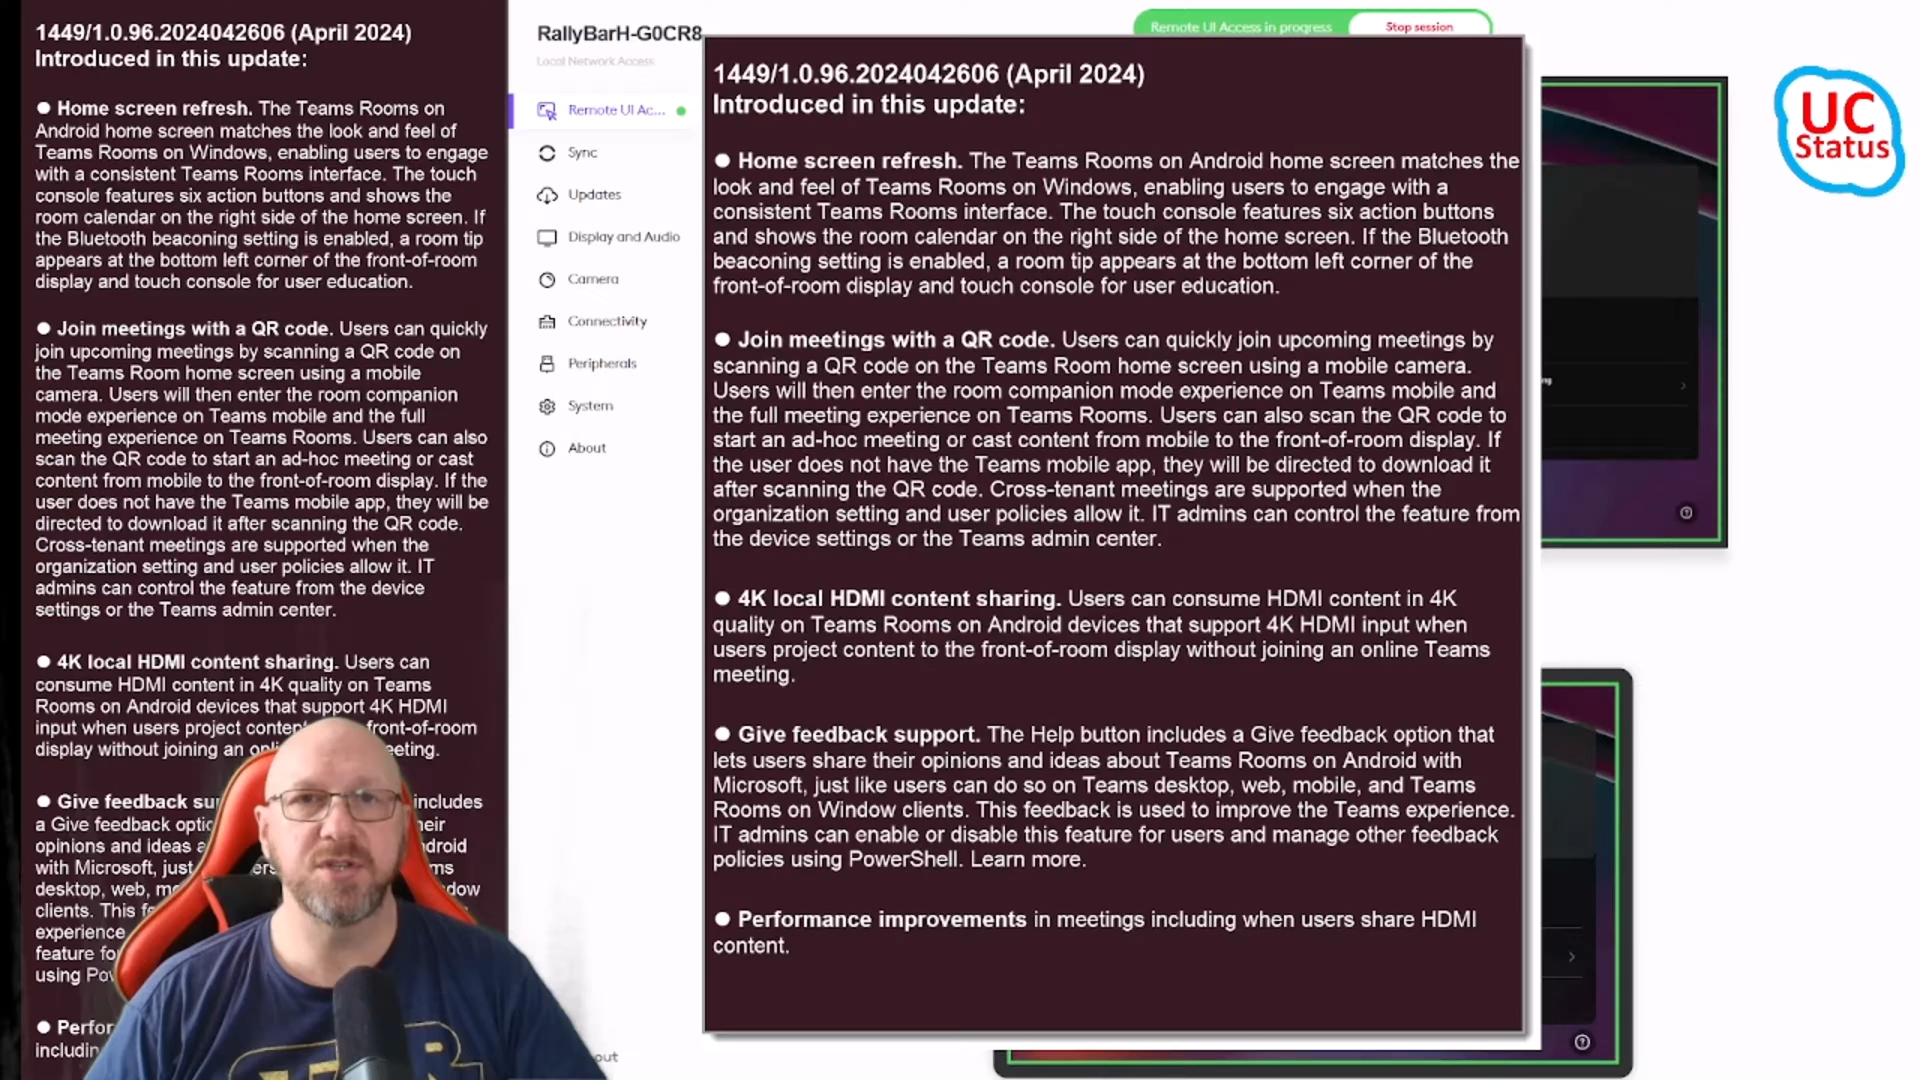 1449/1.0.96.2024042606 (April 2024)
Introduced in this update:
● Home screen refresh. The Teams Rooms on
Android home screen matches the look and feel of
Teams Rooms on Windows, enabling users to engage
with a consistent Teams Rooms interface. The touch
console features six action buttons and shows the
room calendar on the right side of the home screen. If
the Bluetooth beaconing setting is enabled, a room tip
appears at the bottom left corner of the front-of-room
display and touch console for user education.
● Join meetings with a QR code. Users can quickly
join upcoming meetings by scanning a QR code on
the Teams Room home screen using a mobile
camera. Users will then enter the room companion
mode experience on Teams mobile and the full
meeting experience on Teams Rooms. Users can also
scan the QR code to start an ad-hoc meeting or cast
content from mobile to the front-of-room display. If the
user does not have the Teams mobile app, they will be
directed to download it after scanning the QR code.
Cross-tenant meetings are supported when the
organization setting and user policies allow it. IT
admins can control the feature from the device
settings or the Teams admin center.
● 4K local HDMI content sharing. Users can
consume HDMI content in 4K quality on Teams
Rooms on Android devices that support 4K HDMI
input when users project front-of-room
display without joining an
● Give feedback includes
a Give feedback
opinions and ideas
with Microsoft, just
desktop, web,
clients. This
experience
feature
using
RallyBarH-G0CR8
Local Network Access
Remote UI Ac...
Sync
Updates
Display and Audio
Camera
Connectivity
Peripherals
System
About
Remote UI Access in progress
Stop session
1449/1.0.96.2024042606 (April 2024)
Introduced in this update:
● Home screen refresh. The Teams Rooms on Android home screen matches the
look and feel of Teams Rooms on Windows, enabling users to engage with a
consistent Teams Rooms interface. The touch console features six action buttons
and shows the room calendar on the right side of the home screen. If the Bluetooth
beaconing setting is enabled, a room tip appears at the bottom left corner of the
front-of-room display and touch console for user education.
● Join meetings with a QR code. Users can quickly join upcoming meetings by
scanning a QR code on the Teams Room home screen using a mobile camera.
Users will then enter the room companion mode experience on Teams mobile and
the full meeting experience on Teams Rooms. Users can also scan the QR code to
start an ad-hoc meeting or cast content from mobile to the front-of-room display. If
the user does not have the Teams mobile app, they will be directed to download it
after scanning the QR code. Cross-tenant meetings are supported when the
organization setting and user policies allow it. IT admins can control the feature from
the device settings or the Teams admin center.
● 4K local HDMI content sharing. Users can consume HDMI content in 4K
quality on Teams Rooms on Android devices that support 4K HDMI input when
users project content to the front-of-room display without joining an online Teams
meeting.
● Give feedback support. The Help button includes a Give feedback option that
lets users share their opinions and ideas about Teams Rooms on Android with
Microsoft, just like users can do so on Teams desktop, web, mobile, and Teams
Rooms on Window clients. This feedback is used to improve the Teams experience.
IT admins can enable or disable this feature for users and manage other feedback
policies using PowerShell. Learn more.
● Performance improvements in meetings including when users share HDMI
content.
UC
Status